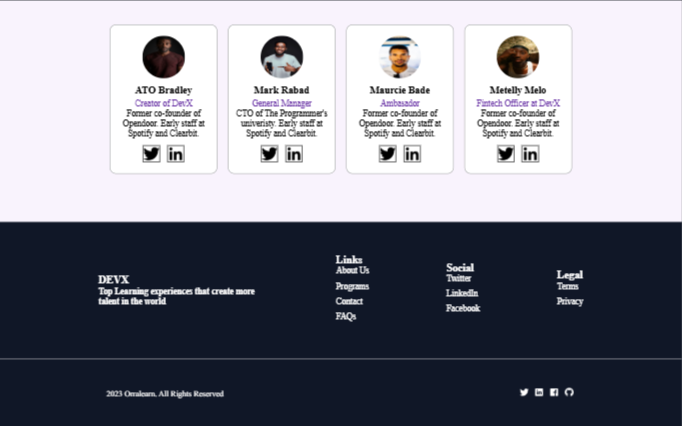 ATO Bradley
Creator of DevX
Former co-founder of
Opendoor. Early staff at
Spotify and Clearbit.
Mark Rabad
General Manager
CTO of The Programmer's
univeristy. Early staff at
Spotify and Clearbit.
Maurcie Bade
Ambasador
Former co-founder of
Opendoor. Early staff at
Spotify and Clearbit.
Metelly Melo
Fintech Officer at DevX
Former co-founder of
Opendoor. Early staff at
Spotify and Clearbit.
DEVX
Top Learning experiences that create more
talent in the world
Links
About Us
Programs
Contact
FAQs
Social
Twitter
LinkedIn
Facebook
Legal
Terms
Privacy
2023 Orralearn. All Rights Reserved